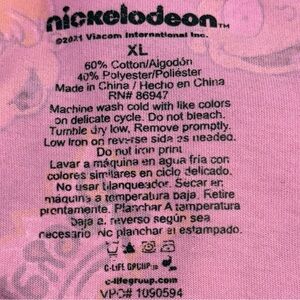 nickelodeon™
©2021 Viacom International Inc.
XL
60% Cotton/Algodón
40% Polyester/Poliéster
Made in China / Hecho en China
RN# 86947
Machine wash cold with like colors
on delicate cycle. Do not bleach.
Tumble dry low, Remove promptly.
Low iron on reverse side as needed.
Do not iron print
Lavar a máquina en agua fria con
colores similares en ciclo delicado.
No usar blanqueador. Secar en
máquina a temperatura baja. Retire
prontamente. Planchar A temperatura
baja a reverso según sea
necesario No planchar el estampado.
C-LIFE GROUP
c-lifegroup.com
VPO# 1090594